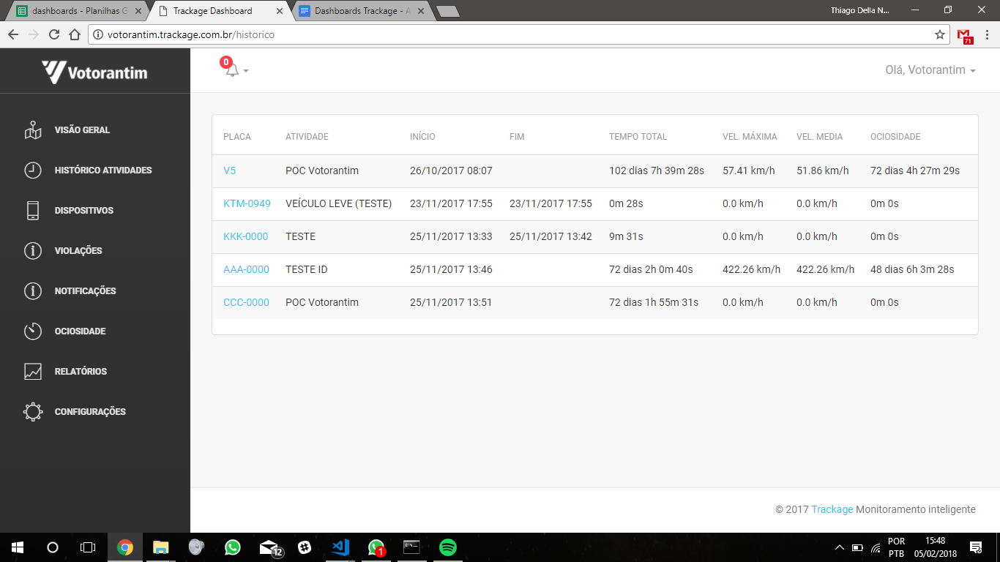 dashboards - Planilhas G
Trackage Dashboard
Dashboards Trackage - A
Thiago Della N...
votorantim.trackage.com.br/historico
71
Votorantim
0
Olá, Votorantim
VISÃO GERAL
HISTÓRICO ATIVIDADES
DISPOSITIVOS
VIOLAÇÕES
NOTIFICAÇÕES
OCIOSIDADE
RELATÓRIOS
CONFIGURAÇÕES
PLACA ATIVIDADE INÍCIO FIM TEMPO TOTAL VEL. MÁXIMA VEL. MEDIA OCIOSIDADE
V5 POC Votorantim 26/10/2017 08:07 102 dias 7h 39m 28s 57.41 km/h 51.86 km/h 72 dias 4h 27m 29s
KTM-0949 VEÍCULO LEVE (TESTE) 23/11/2017 17:55 23/11/2017 17:55 0m 28s 0.0 km/h 0.0 km/h 0m 0s
KKK-0000 TESTE 25/11/2017 13:33 25/11/2017 13:42 9m 31s 0.0 km/h 0.0 km/h 0m 0s
AAA-0000 TESTE ID 25/11/2017 13:46 72 dias 2h 0m 40s 422.26 km/h 422.26 km/h 48 dias 6h 3m 28s
CCC-0000 POC Votorantim 25/11/2017 13:51 72 dias 1h 55m 31s 0.0 km/h 0.0 km/h 0m 0s
© 2017 Trackage Monitoramento inteligente
12
1
POR
PTB
15:48
05/02/2018